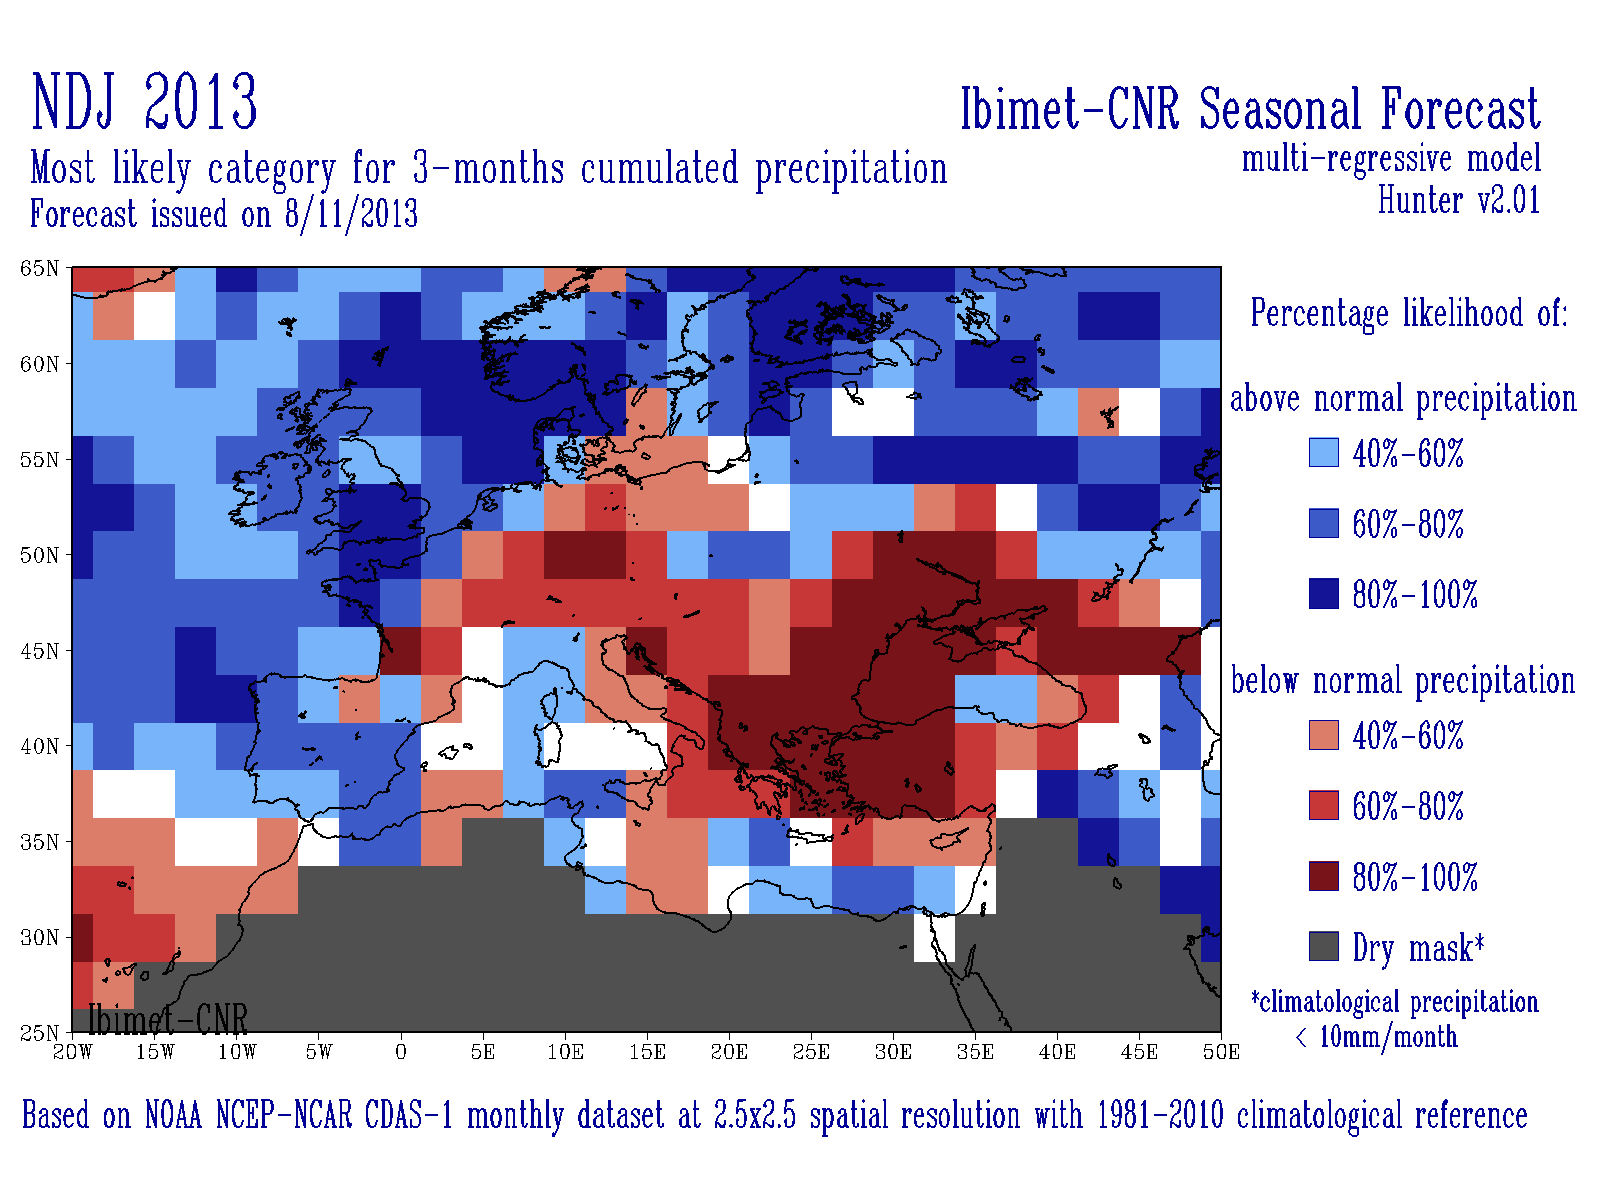 NDJ 2013
Most likely category for 3-months cumulated precipitation
Forecast issued on 8/11/2013
Ibimet-CNR Seasonal Forecast
multi-regressive model
Hunter v2.01
65N
60N
55N
50N
45N
40N
35N
30N
25N
20W 15W 10W 5W 0 5E 10E 15E 20E 25E 30E 35E 40E 45E 50E
Ibimet-CNR
Percentage likelihood of:
above normal precipitation
40%-60%
60%-80%
80%-100%
below normal precipitation
40%-60%
60%-80%
80%-100%
Dry mask*
*climatological precipitation
< 10mm/month
Based on NOAA NCEP-NCAR CDAS-1 monthly dataset at 2.5x2.5 spatial resolution with 1981-2010 climatological reference